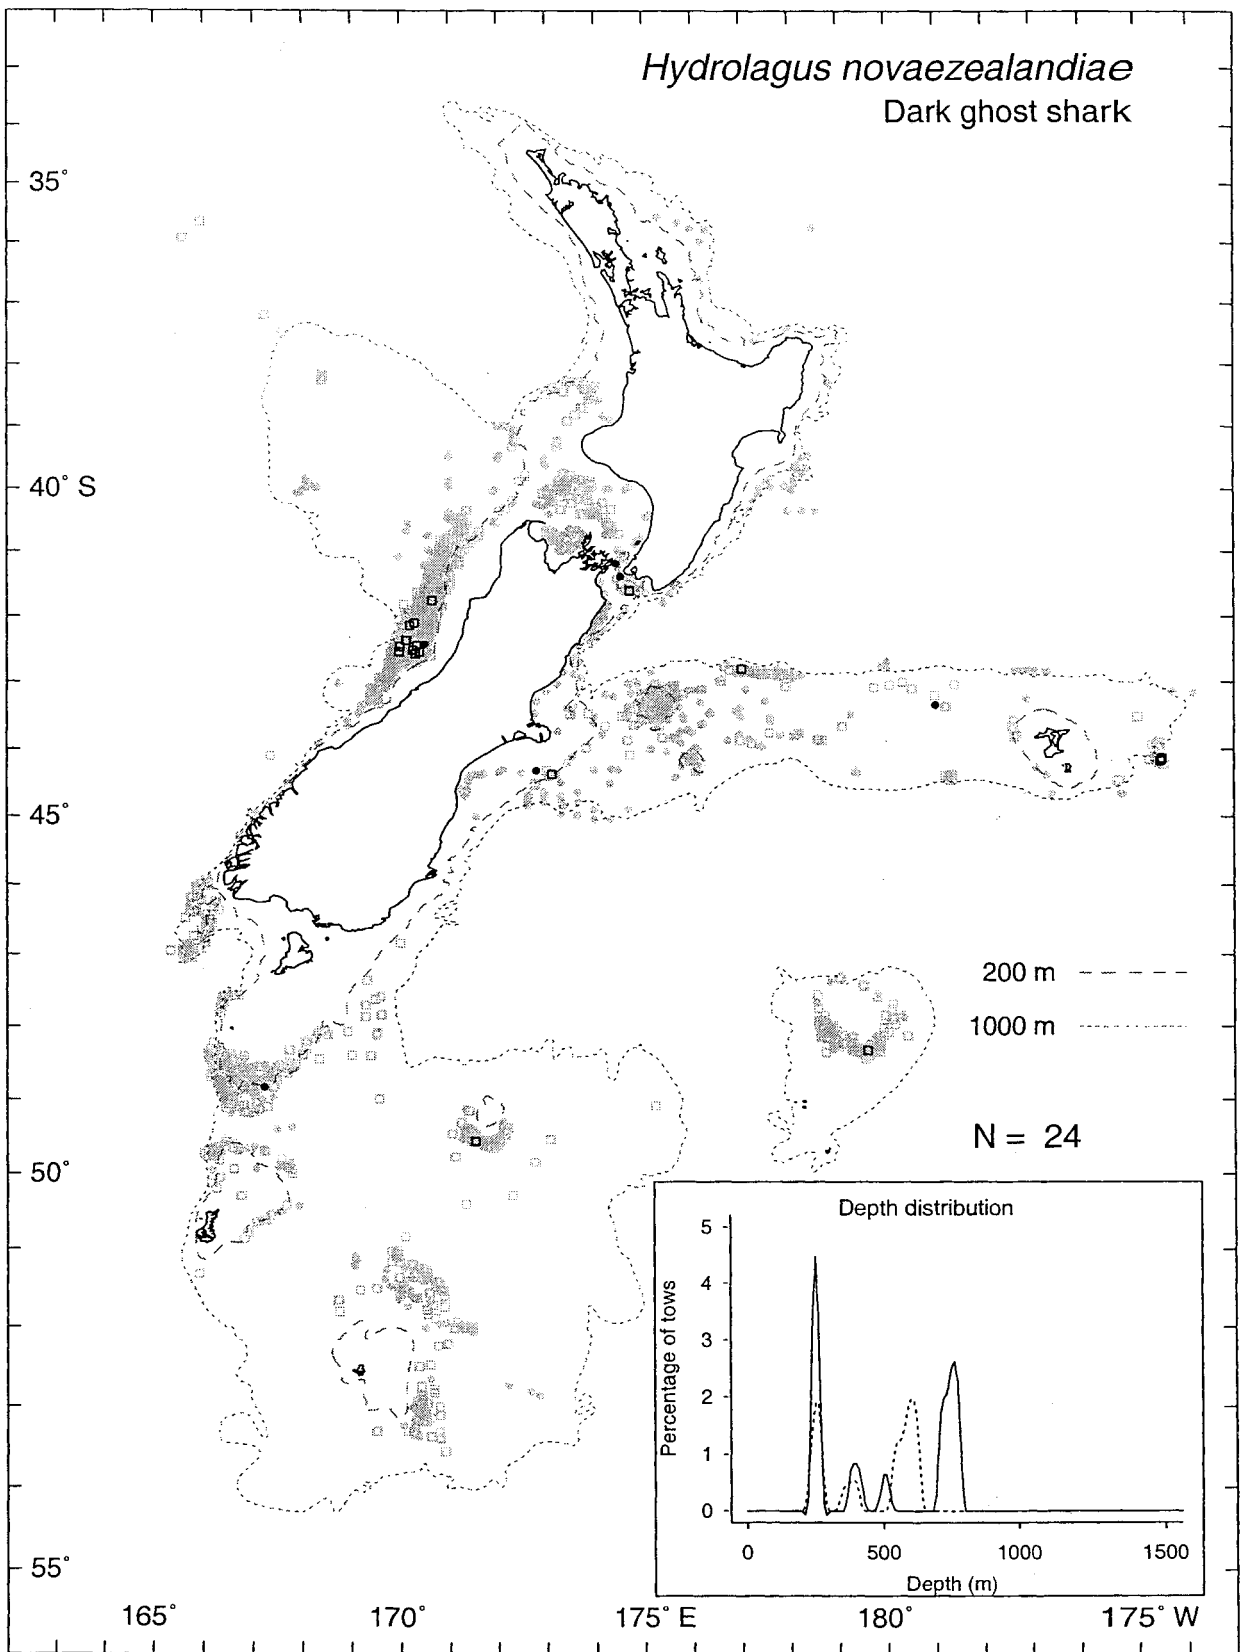 Hydrolagus novaezealandiae
Dark ghost shark
35°
40° S
45°
50°
55°
165°
170°
175° E
180°
175° W
200 m
1000 m
N = 24
Depth distribution
Percentage of tows
5
4
3
2
1
0
0
500
1000
1500
Depth (m)